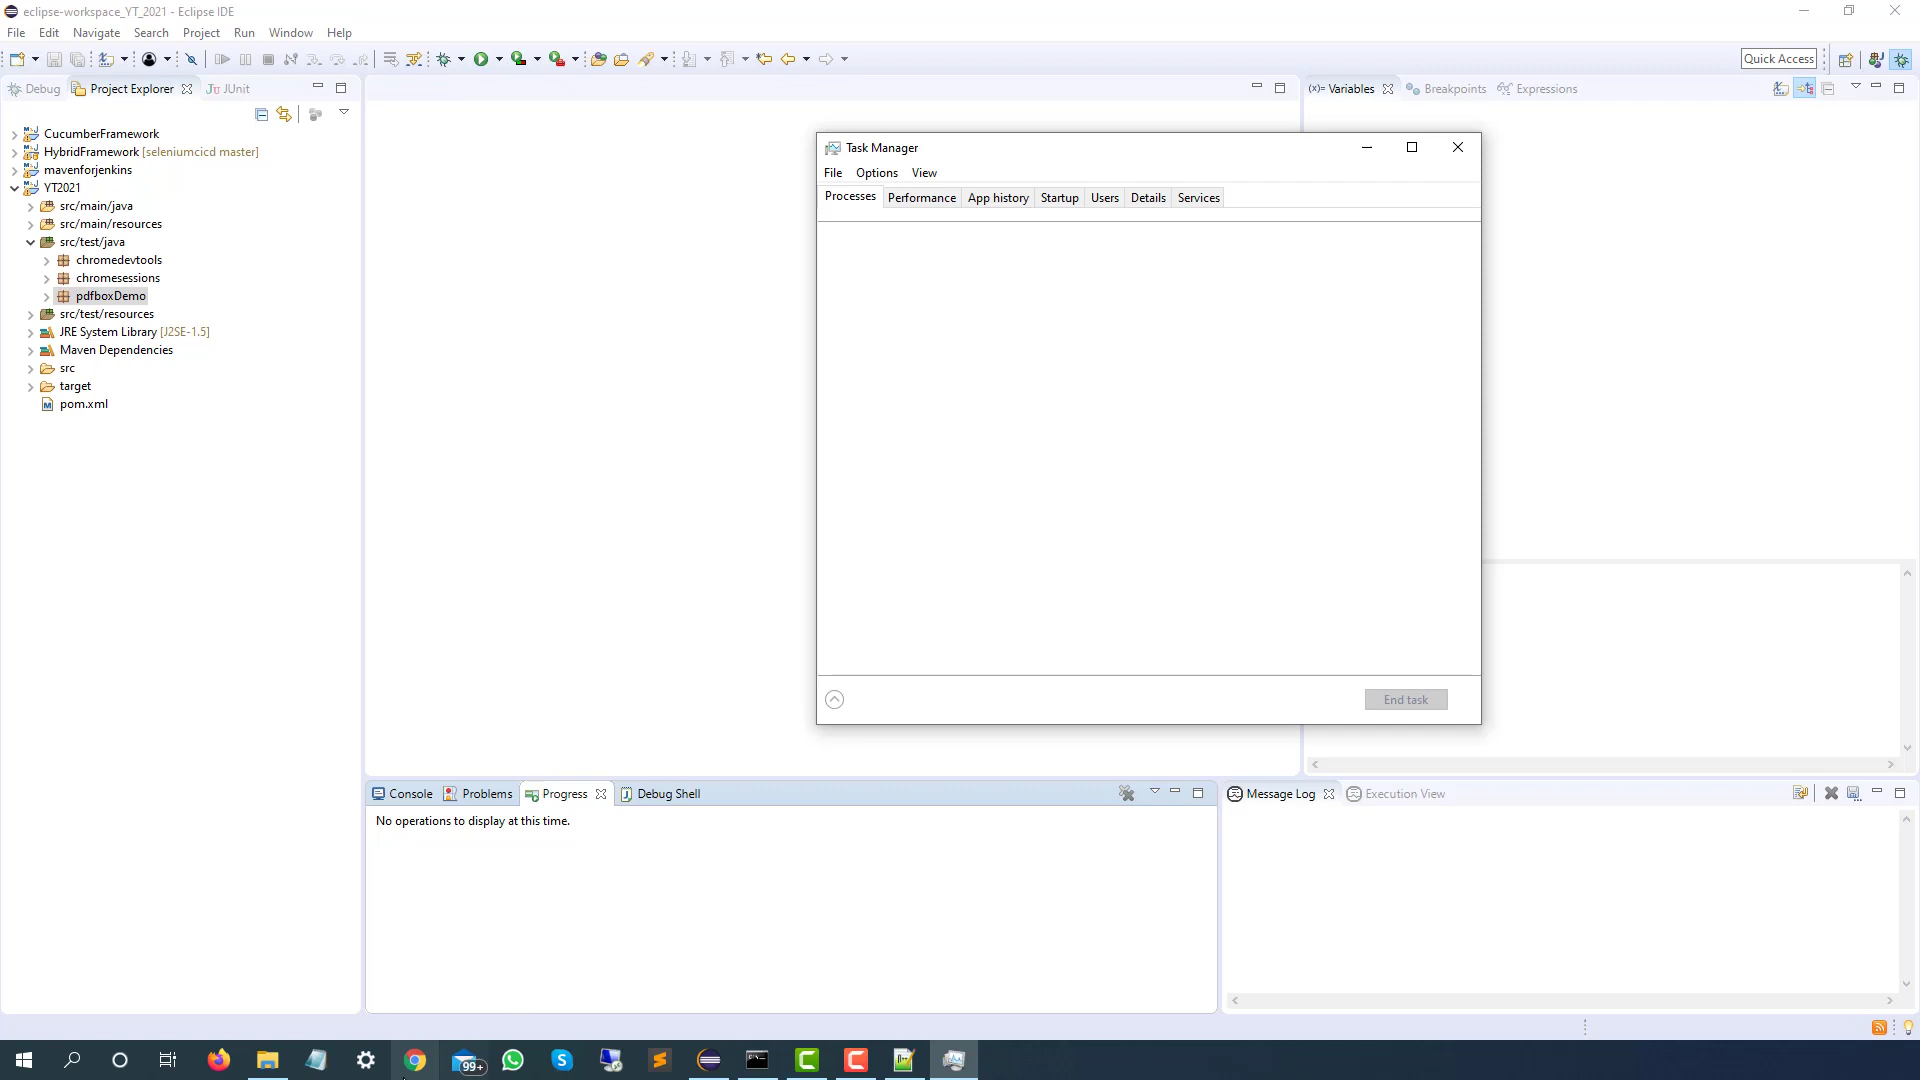 eclipse-workspace_YT_2021 - Eclipse IDE
File Edit Navigate Search Project Run Window Help
Quick Access
Debug Project Explorer JUnit
(x)= Variables Breakpoints Expressions
CucumberFramework
HybridFramework [seleniumcicd master]
mavenforjenkins
YT2021
src/main/java
src/main/resources
src/test/java
chromedevtools
chromesessions
pdfboxDemo
src/test/resources
JRE System Library [J2SE-1.5]
Maven Dependencies
src
target
pom.xml
Task Manager
File Options View
Processes Performance App history Startup Users Details Services
End task
Console Problems Progress Debug Shell
No operations to display at this time.
Message Log Execution View
99+